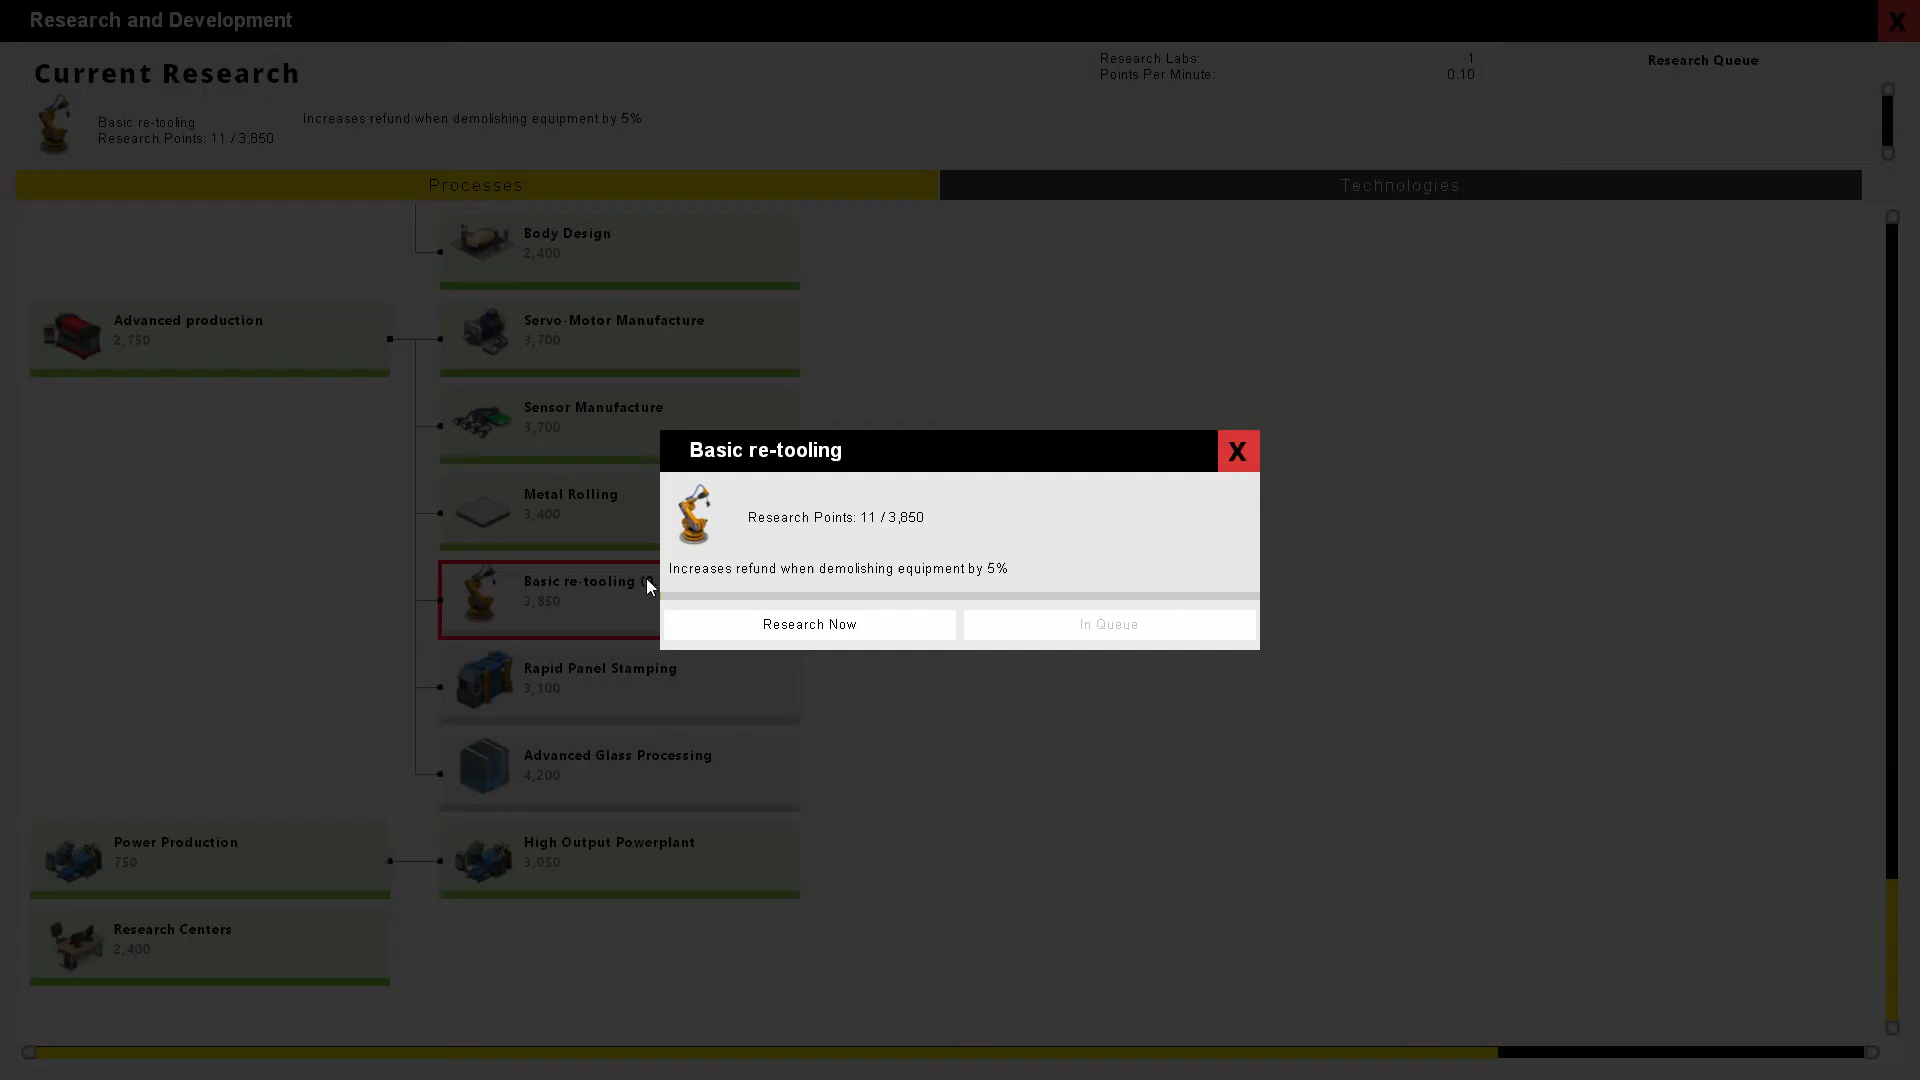 Research and Development
X
Current Research
Research Labs: 1
Points Per Minute: 0.10
Research Queue
Basic re-tooling
Research Points: 11 / 3,850
Increases refund when demolishing equipment by 5%
Processes
Technologies
Body Design
2,400
Advanced production
2,750
Servo-Motor Manufacture
3,700
Sensor Manufacture
3,700
Metal Rolling
3,400
Basic re-tooling
3,850
Rapid Panel Stamping
3,100
Advanced Glass Processing
4,200
Power Production
750
High Output Powerplant
3,050
Research Centers
2,400
Basic re-tooling
X
Research Points: 11 / 3,850
Increases refund when demolishing equipment by 5%
Research Now
In Queue